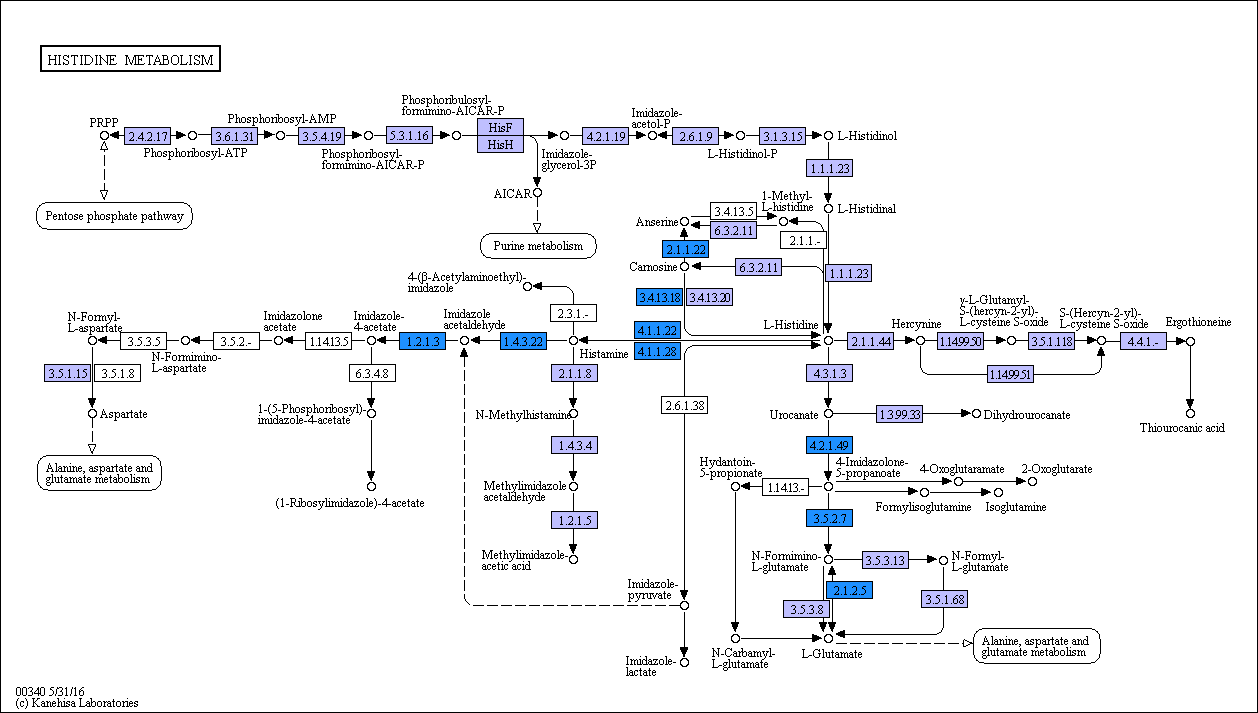 HISTIDINE METABOLISM
PRPP
2.4.2.17
Phosphoribosyl-ATP
3.6.1.31
Phosphoribosyl-AMP
3.5.4.19
Phosphoribosyl-
formimino-AICAR-P
5.3.1.16
Phosphoribulosyl-
formimino-AICAR-P
HisF
HisH
Imidazole-
glycerol-3P
AICAR
4.2.1.19
Imidazole-
acetol-P
2.6.1.9
L-Histidinol-P
3.1.3.15
L-Histidinol
1.1.1.23
L-Histidinal
Pentose phosphate pathway
Purine metabolism
1-Methyl-
L-histidine
3.4.13.5
Anserine
6.3.2.11
2.1.1.-
2.1.1.22
Carnosine
6.3.2.11
1.1.1.23
3.4.13.18
3.4.13.20
4-(β-Acetylaminoethyl)-
imidazole
2.3.1.-
N-Formyl-
L-aspartate
3.5.3.5
N-Formimino-
L-aspartate
3.5.2.-
Imidazolone
acetate
1.14.13.5
Imidazole-
4-acetate
1.2.1.3
Imidazole
acetaldehyde
1.4.3.22
Histamine
4.1.1.22
4.1.1.28
L-Histidine
2.1.1.44
Hercynine
γ-L-Glutamyl-
S-(hercyn-2-yl)-
L-cysteine S-oxide
1.14.99.50
3.5.1.118
S-(Hercyn-2-yl)-
L-cysteine S-oxide
4.4.1.-
Ergothioneine
1.14.99.51
3.5.1.15
3.5.1.8
6.3.4.8
2.1.1.8
4.3.1.3
Aspartate
1-(5-Phosphoribosyl)-
imidazole-4-acetate
N-Methylhistamine
2.6.1.38
Urocanate
1.3.99.33
Dihydrourocanate
Thiourocanic acid
1.4.3.4
4.2.1.49
Alanine, aspartate and
glutamate metabolism
(1-Ribosylimidazole)-4-acetate
Methylimidazole
acetaldehyde
Hydantoin-
5-propionate
1.14.13.-
4-Imidazolone-
5-propanoate
4-Oxoglutaramate
2-Oxoglutarate
Formylisoglutamine
Isoglutamine
1.2.1.5
3.5.2.7
Methylimidazole-
acetic acid
N-Formimino-
L-glutamate
3.5.3.13
N-Formyl-
L-glutamate
Imidazole-
pyruvate
2.1.2.5
3.5.3.8
3.5.1.68
Imidazole-
lactate
N-Carbamyl-
L-glutamate
L-Glutamate
Alanine, aspartate and
glutamate metabolism
00340 5/31/16
(c) Kanehisa Laboratories